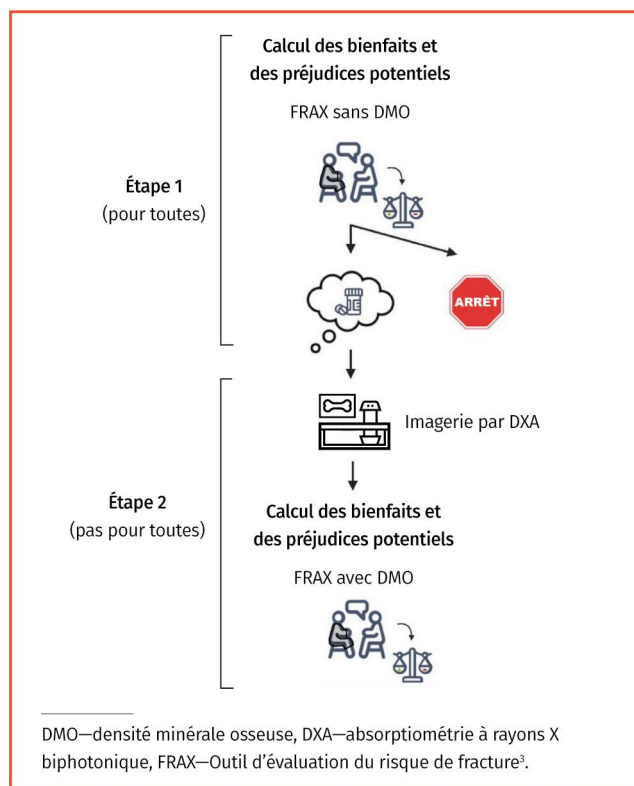 Calcul des bienfaits et
des préjudices potentiels
FRAX sans DMO
Étape 1
(pour toutes)
ARRÊT
Imagerie par DXA
Étape 2
(pas pour toutes)
Calcul des bienfaits et
des préjudices potentiels
FRAX avec DMO
DMO—densité minérale osseuse, DXA—absorptiométrie à rayons X
biphotonique, FRAX—Outil d’évaluation du risque de fracture³.